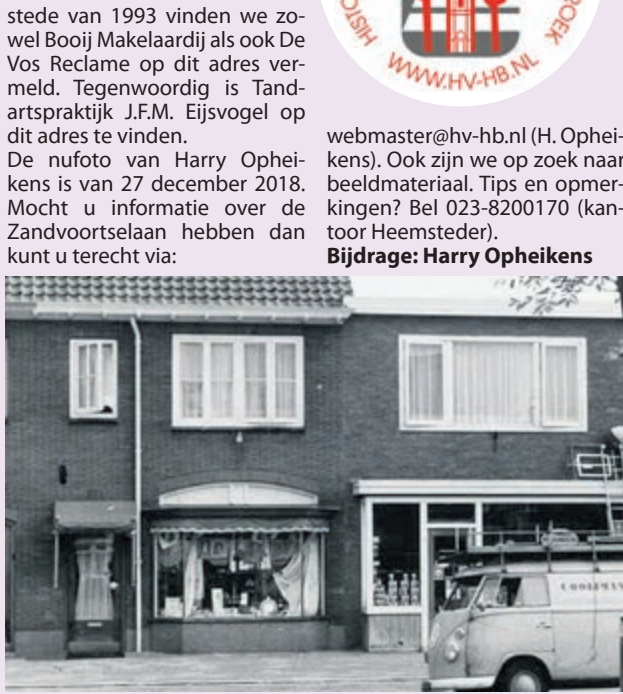 stede van 1993 vinden we zo-
wel Booij Makelaardij als ook De
Vos Reclame op dit adres ver-
meld. Tegenwoordig is Tand-
artspraktijk J.F.M. Eijsvogel op
dit adres te vinden.
De nufoto van Harry Ophei-
kens is van 27 december 2018.
Mocht u informatie over de
Zandvoortselaan hebben dan
kunt u terecht via:
HISTO
ROEK
WWW.HV-HB.NL
webmaster@hv-hb.nl (H. Ophei-
kens). Ook zijn we op zoek naar
beeldmateriaal. Tips en opmer-
kingen? Bel 023-8200170 (kan-
toor Heemsteder).
Bijdrage: Harry Opheikens